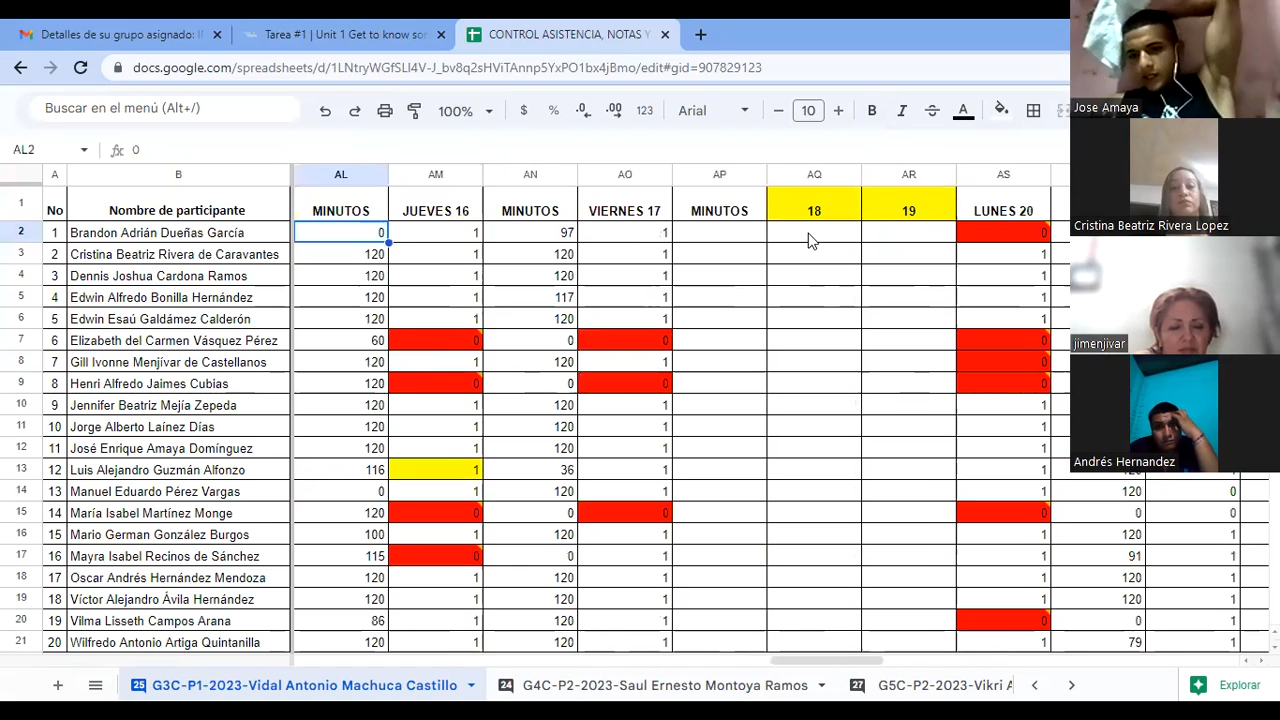 Detalles de su grupo asignado: I
Tarea #1 | Unit 1 Get to know sor
CONTROL ASISTENCIA, NOTAS Y
docs.google.com/spreadsheets/d/1LNtryWGfSLl4V-J_bv8q2sHViTAnnp5YxPO1bx4jBmo/edit#gid=907829123
Buscar en el menú (Alt+/)
100%
$ % .0 .00 123
Arial
10
B I S A
AL2
fx 0
A B AL AM AN AO AP AQ AR AS
1 No Nombre de participante MINUTOS JUEVES 16 MINUTOS VIERNES 17 MINUTOS 18 19 LUNES 20
2 1 Brandon Adrián Dueñas García 0 1 97 1 0
3 2 Cristina Beatriz Rivera de Caravantes 120 1 120 1 1
4 3 Dennis Joshua Cardona Ramos 120 1 120 1 1
5 4 Edwin Alfredo Bonilla Hernández 120 1 117 1 1
6 5 Edwin Esaú Galdámez Calderón 120 1 120 1 1
7 6 Elizabeth del Carmen Vásquez Pérez 60 0 0 0 0
8 7 Gill Ivonne Menjívar de Castellanos 120 1 120 1 0
9 8 Henri Alfredo Jaimes Cubias 120 0 0 0 0
10 9 Jennifer Beatriz Mejía Zepeda 120 1 120 1 1
11 10 Jorge Alberto Laínez Días 120 1 120 1 1
12 11 José Enrique Amaya Domínguez 120 1 120 1 1
13 12 Luis Alejandro Guzmán Alfonzo 116 1 36 1 1
14 13 Manuel Eduardo Pérez Vargas 0 1 120 1 1 120 0
15 14 María Isabel Martínez Monge 120 0 0 0 0 0 0
16 15 Mario German González Burgos 100 1 120 1 1 120 1
17 16 Mayra Isabel Recinos de Sánchez 115 0 0 1 1 91 1
18 17 Oscar Andrés Hernández Mendoza 120 1 120 1 1 120 1
19 18 Víctor Alejandro Ávila Hernández 120 1 120 1 1 120 1
20 19 Vilma Lisseth Campos Arana 86 1 120 1 0 0 1
21 20 Wilfredo Antonio Artiga Quintanilla 120 1 120 1 1 79 1
25 G3C-P1-2023-Vidal Antonio Machuca Castillo
24 G4C-P2-2023-Saul Ernesto Montoya Ramos
27 G5C-P2-2023-Vikri A
Explorar
Jose Amaya
Cristina Beatriz Rivera Lopez
jimenjivar
Andrés Hernandez